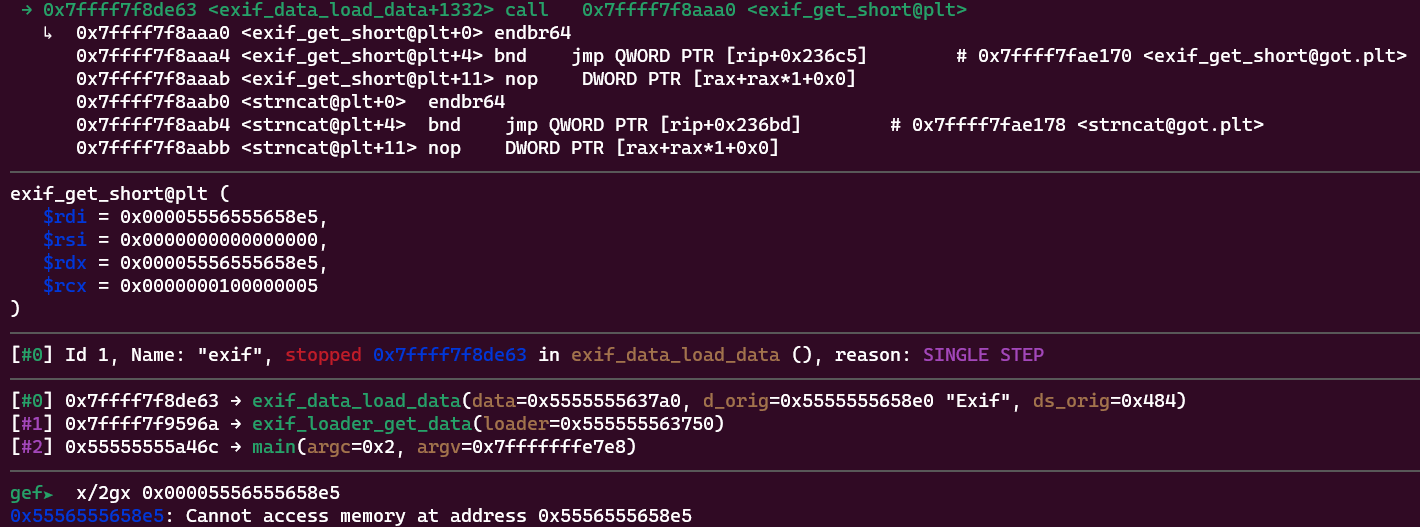 → 0x7ffff7f8de63 <exif_data_load_data+1332> call   0x7ffff7f8aaa0 <exif_get_short@plt>
↳  0x7ffff7f8aaa0 <exif_get_short@plt+0> endbr64
0x7ffff7f8aaa4 <exif_get_short@plt+4> bnd    jmp QWORD PTR [rip+0x236c5]        # 0x7ffff7fae170 <exif_get_short@got.plt>
0x7ffff7f8aaab <exif_get_short@plt+11> nop    DWORD PTR [rax+rax*1+0x0]
0x7ffff7f8aab0 <strncat@plt+0>  endbr64
0x7ffff7f8aab4 <strncat@plt+4>  bnd    jmp QWORD PTR [rip+0x236bd]        # 0x7ffff7fae178 <strncat@got.plt>
0x7ffff7f8aabb <strncat@plt+11> nop    DWORD PTR [rax+rax*1+0x0]
exif_get_short@plt (
$rdi = 0x00005556555658e5,
$rsi = 0x0000000000000000,
$rdx = 0x00005556555658e5,
$rcx = 0x0000000100000005
)
[#0] Id 1, Name: "exif", stopped 0x7ffff7f8de63 in exif_data_load_data (), reason: SINGLE STEP
[#0] 0x7ffff7f8de63 → exif_data_load_data(data=0x5555555637a0, d_orig=0x5555555658e0 "Exif", ds_orig=0x484)
[#1] 0x7ffff7f9596a → exif_loader_get_data(loader=0x555555563750)
[#2] 0x55555555a46c → main(argc=0x2, argv=0x7fffffffe7e8)
gef➤  x/2gx 0x00005556555658e5
0x5556555658e5: Cannot access memory at address 0x5556555658e5